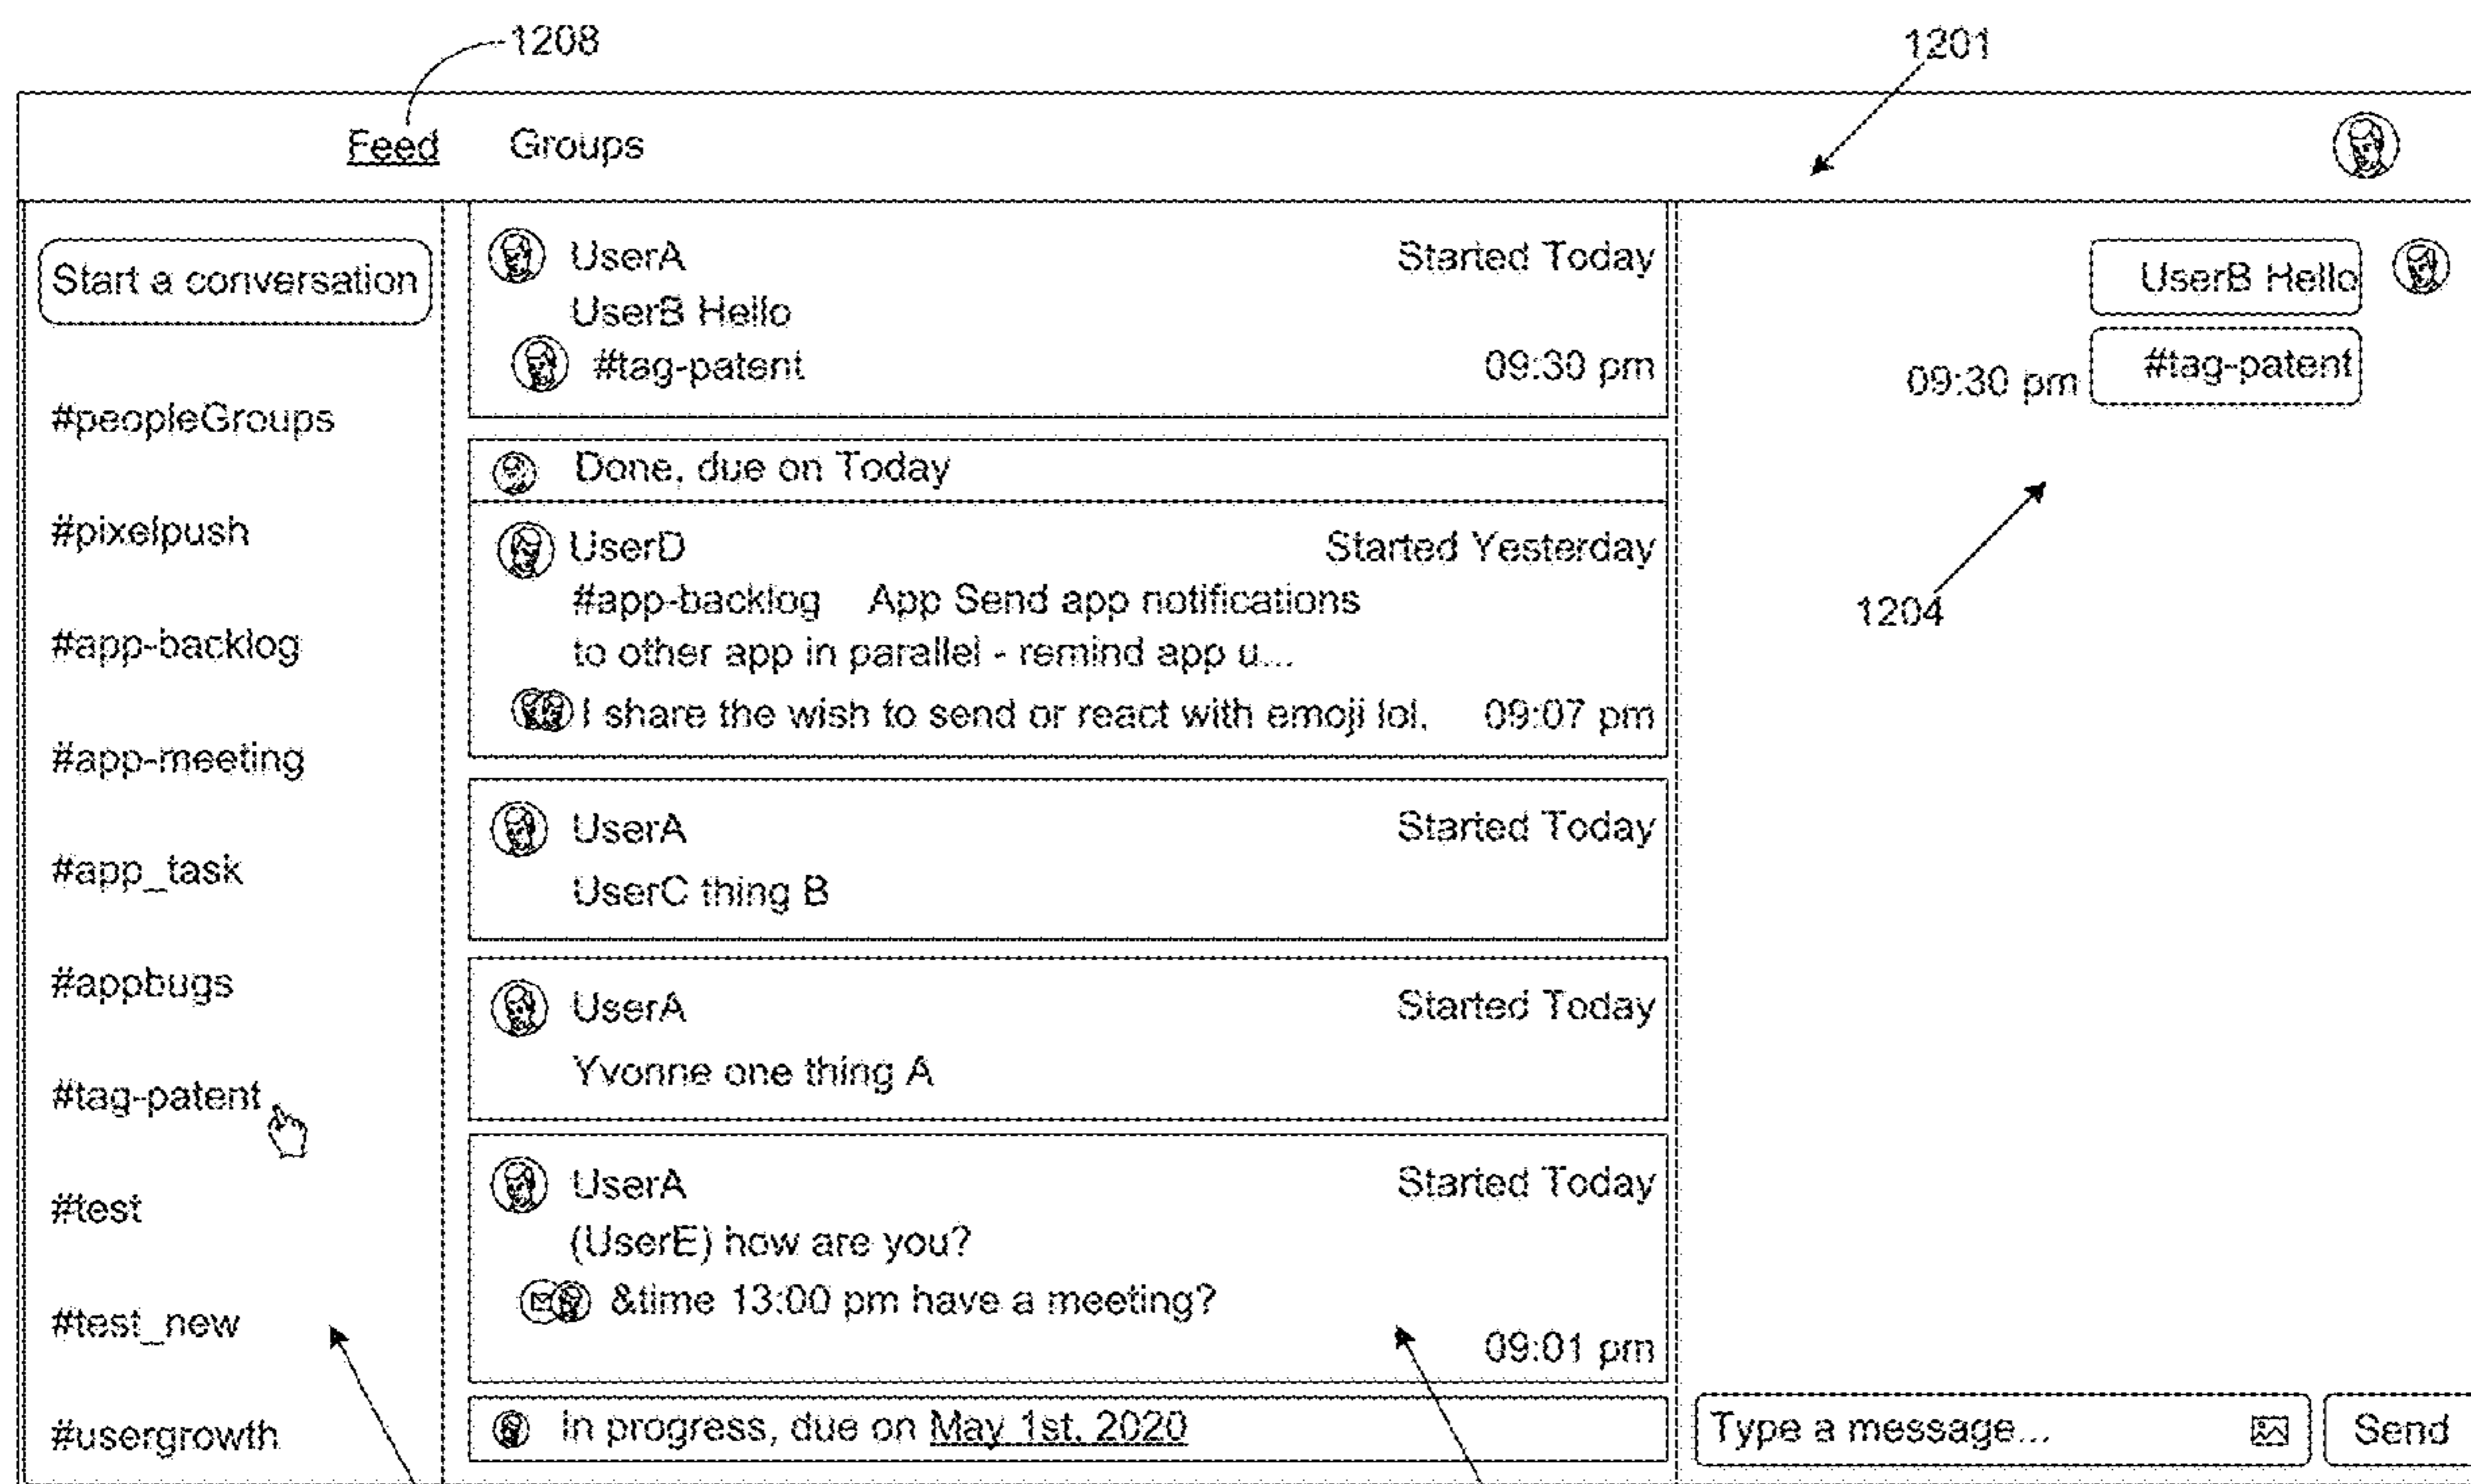 1208
1201
Feed Groups
Start a conversation
#peopleGroups
#pixelpush
#app-backlog
#app-meeting
#app_task
#appbugs
#tag-patent
#test
#test_new
#usergrowth
UserA Started Today
UserB Hello
#tag-patent 09:30 pm
Done, due on Today
UserD Started Yesterday
#app-backlog App Send app notifications
to other app in parallel - remind app u...
I share the wish to send or react with emoji lol, 09:07 pm
UserA Started Today
UserC thing B
UserA Started Today
Yvonne one thing A
UserA Started Today
(UserE) how are you?
&time 13:00 pm have a meeting?
09:01 pm
In progress, due on May 1st, 2020
UserB Hello
09:30 pm #tag-patent
1204
Type a message... Send